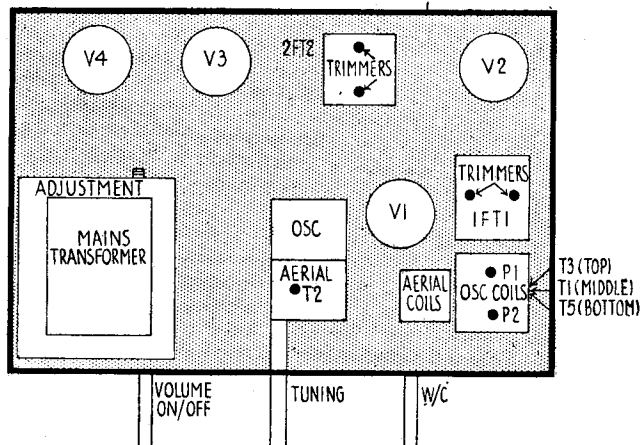 V4
V3
2FT2
TRIMMERS
V2
ADJUSTMENT
MAINS
TRANSFORMER
OSC
AERIAL
T2
V1
TRIMMERS
IFT1
AERIAL
COILS
P1
OSC COILS
P2
T3 (TOP)
T1 (MIDDLE)
T5 (BOTTOM)
VOLUME
ON/OFF
TUNING
W/C